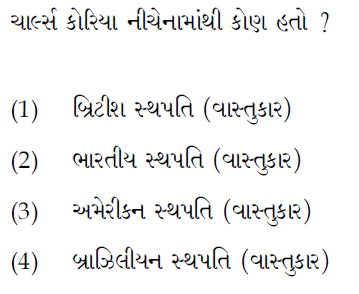 ચાર્લ્સ કોરિયા નીચેનામાંથી કોણ હતો ?
(1) બ્રિટીશ સ્થપતિ (વાસ્તુકાર)
(2) ભારતીય સ્થપતિ (વાસ્તુકાર)
(3) અમેરીકન સ્થપતિ (વાસ્તુકાર)
(4) બ્રાઝિલીયન સ્થપતિ (વાસ્તુકાર)